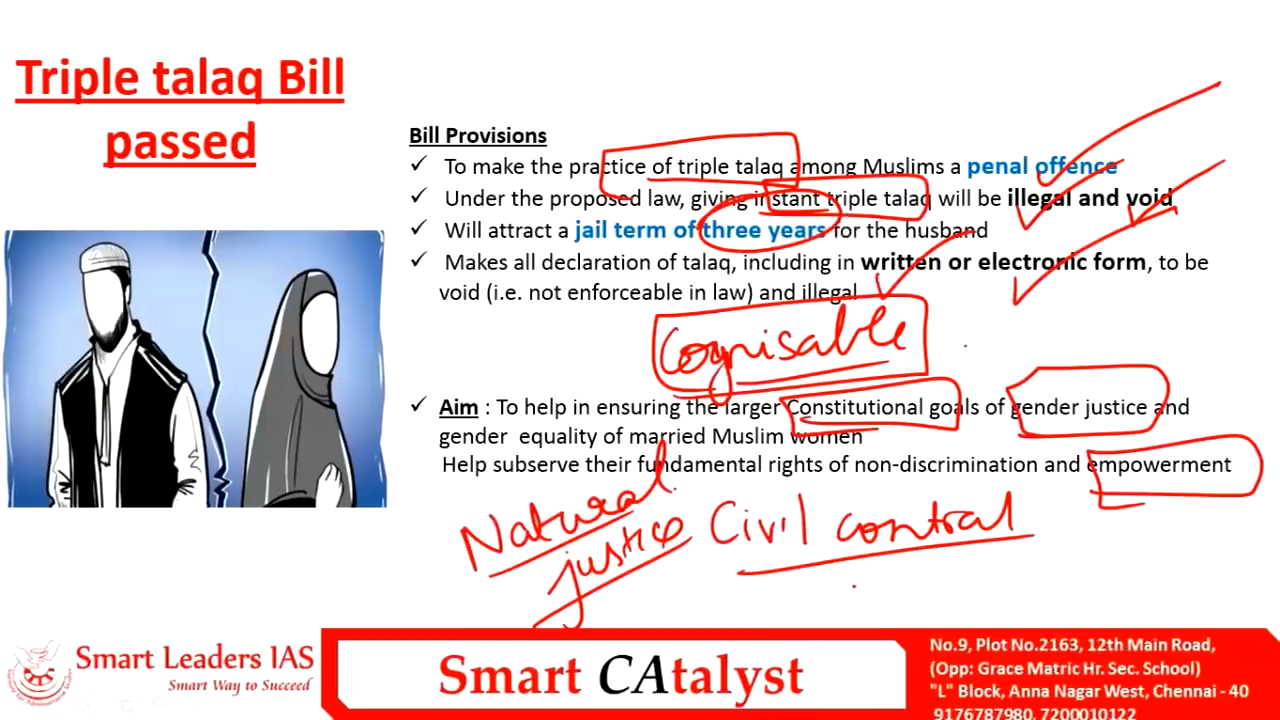 Triple talaq Bill
passed
Bill Provisions
✓ To make the practice of triple talaq among Muslims a penal offence
✓ Under the proposed law, giving instant triple talaq will be illegal and void
✓ Will attract a jail term of three years for the husband
✓ Makes all declaration of talaq, including in written or electronic form, to be
void (i.e. not enforceable in law) and illegal
Cognisable
✓ Aim : To help in ensuring the larger Constitutional goals of gender justice and
gender equality of married Muslim women
Help subserve their fundamental rights of non-discrimination and empowerment
Natural
justice
Civil
Smart Leaders IAS
Smart Way to Succeed
Smart CAtalyst
No.9, Plot No.2163, 12th Main Road,
(Opp: Grace Matric Hr. Sec. School)
"L" Block, Anna Nagar West, Chennai - 40
9176787980, 7200010122